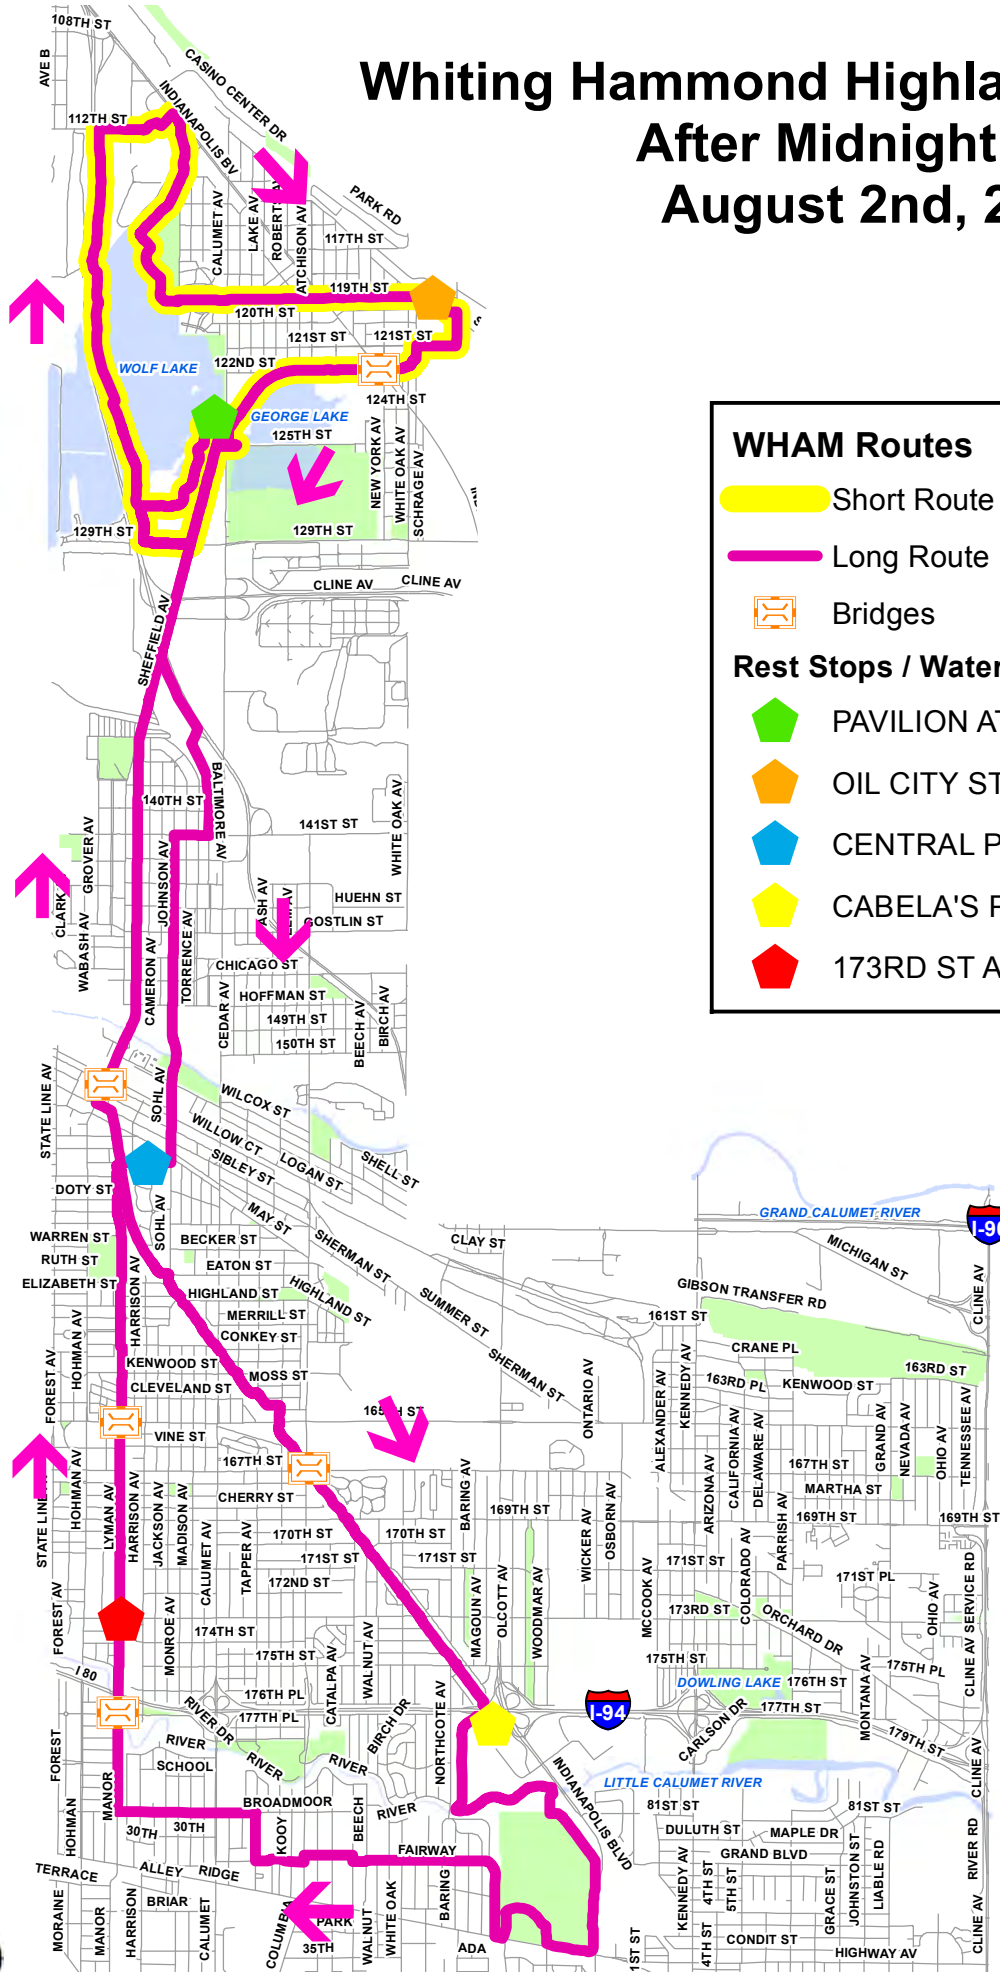 Whiting Hammond Highla
After Midnight
August 2nd, 2
108TH ST
AVE B
CASINO CENTER DR
INDIANAPOLIS BV
112TH ST
PARK RD
CALUMET AV
LAKE AV
ATCHISON AV
117TH ST
119TH ST
120TH ST
121ST ST
121ST ST
122ND ST
WOLF LAKE
124TH ST
GEORGE LAKE
125TH ST
NEW YORK AV
WHITE OAK AV
SCHRAGE AV
129TH ST
129TH ST
CLINE AV
CLINE AV
SHEFFIELD AV
WHAM Routes
Short Route
Long Route
Bridges
Rest Stops / Water
PAVILION AT
OIL CITY ST
CENTRAL P
CABELA'S P
173RD ST A
140TH ST
BALTIMORE AV
141ST ST
WHITE OAK AV
GROVER AV
JOHNSON AV
CLARK
WABASH AV
CAMERON AV
TORRENCE AV
ASH AV
HUEHN ST
GOSTLIN ST
CHICAGO ST
HOFFMAN ST
CEDAR AV
149TH ST
150TH ST
BEECH AV
BIRCH AV
STATE LINE AV
SOHL AV
WILCOX ST
WILLOW CT
SIBLEY ST
LOGAN ST
SHELL ST
DOTY ST
SOHL AV
MAY ST
WARREN ST
BECKER ST
SHERMAN ST
CLAY ST
GRAND CALUMET RIVER
I-90
RUTH ST
EATON ST
MICHIGAN ST
ELIZABETH ST
HARRISON AV
HIGHLAND ST
HIGHLAND ST
GIBSON TRANSFER RD
CLINE AV
MERRILL ST
SUMMER ST
161ST ST
HOHMAN AV
CONKEY ST
CRANE PL
FOREST AV
KENWOOD ST
MOSS ST
SHERMAN ST
KENNEDY AV
163RD ST
163RD PL
KENWOOD ST
CLEVELAND ST
165TH ST
ONTARIO AV
ALEXANDER AV
VINE ST
CALIFORNIA AV
DELAWARE AV
GRAND AV
NEVADA AV
OHIO AV
TENNESSEE AV
167TH ST
167TH ST
HOHMAN AV
CHERRY ST
MARTHA ST
STATE LINE
LYMAN AV
HARRISON AV
JACKSON AV
MADISON AV
BARING AV
169TH ST
169TH ST
169TH ST
ARIZONA AV
PARRISH AV
CALUMET AV
TAPPER AV
170TH ST
170TH ST
WICKER AV
OSBORN AV
171ST ST
171ST ST
171ST ST
171ST PL
172ND ST
COLORADO AV
FOREST AV
MONROE AV
MAGOUN AV
OLCOTT AV
WOODMAR AV
MCCOOK AV
173RD ST
ORCHARD DR
OHIO AV
CLINE AV SERVICE RD
174TH ST
175TH ST
CATALPA AV
WALNUT AV
175TH ST
175TH PL
I 80
176TH PL
DOWLING LAKE
176TH ST
MONTANA AV
177TH PL
RIVER DR
BIRCH DR
NORTHCOTE AV
I-94
CARLSON DR
177TH ST
179TH ST
FOREST
RIVER
RIVER
RIVER
SCHOOL
INDIANAPOLIS BLVD
LITTLE CALUMET RIVER
CLINE AV
MANOR
BROADMOOR
RIVER
81ST ST
81ST ST
HOHMAN
30TH
30TH
KOOY
BEECH
DULUTH ST
MAPLE DR
FAIRWAY
GRAND BLVD
TERRACE
ALLEY
RIDGE
BARING
KENNEDY AV
4TH ST
5TH ST
GRACE ST
JOHNSTON ST
LIABLE RD
RIVER RD
MORAINE
MANOR
HARRISON
BRIAR
CALUMET
COLUMBIA
PARK
WALNUT
WHITE OAK
35TH
ADA
1ST ST
4TH ST
CONDIT ST
HIGHWAY AV
CLINE AV